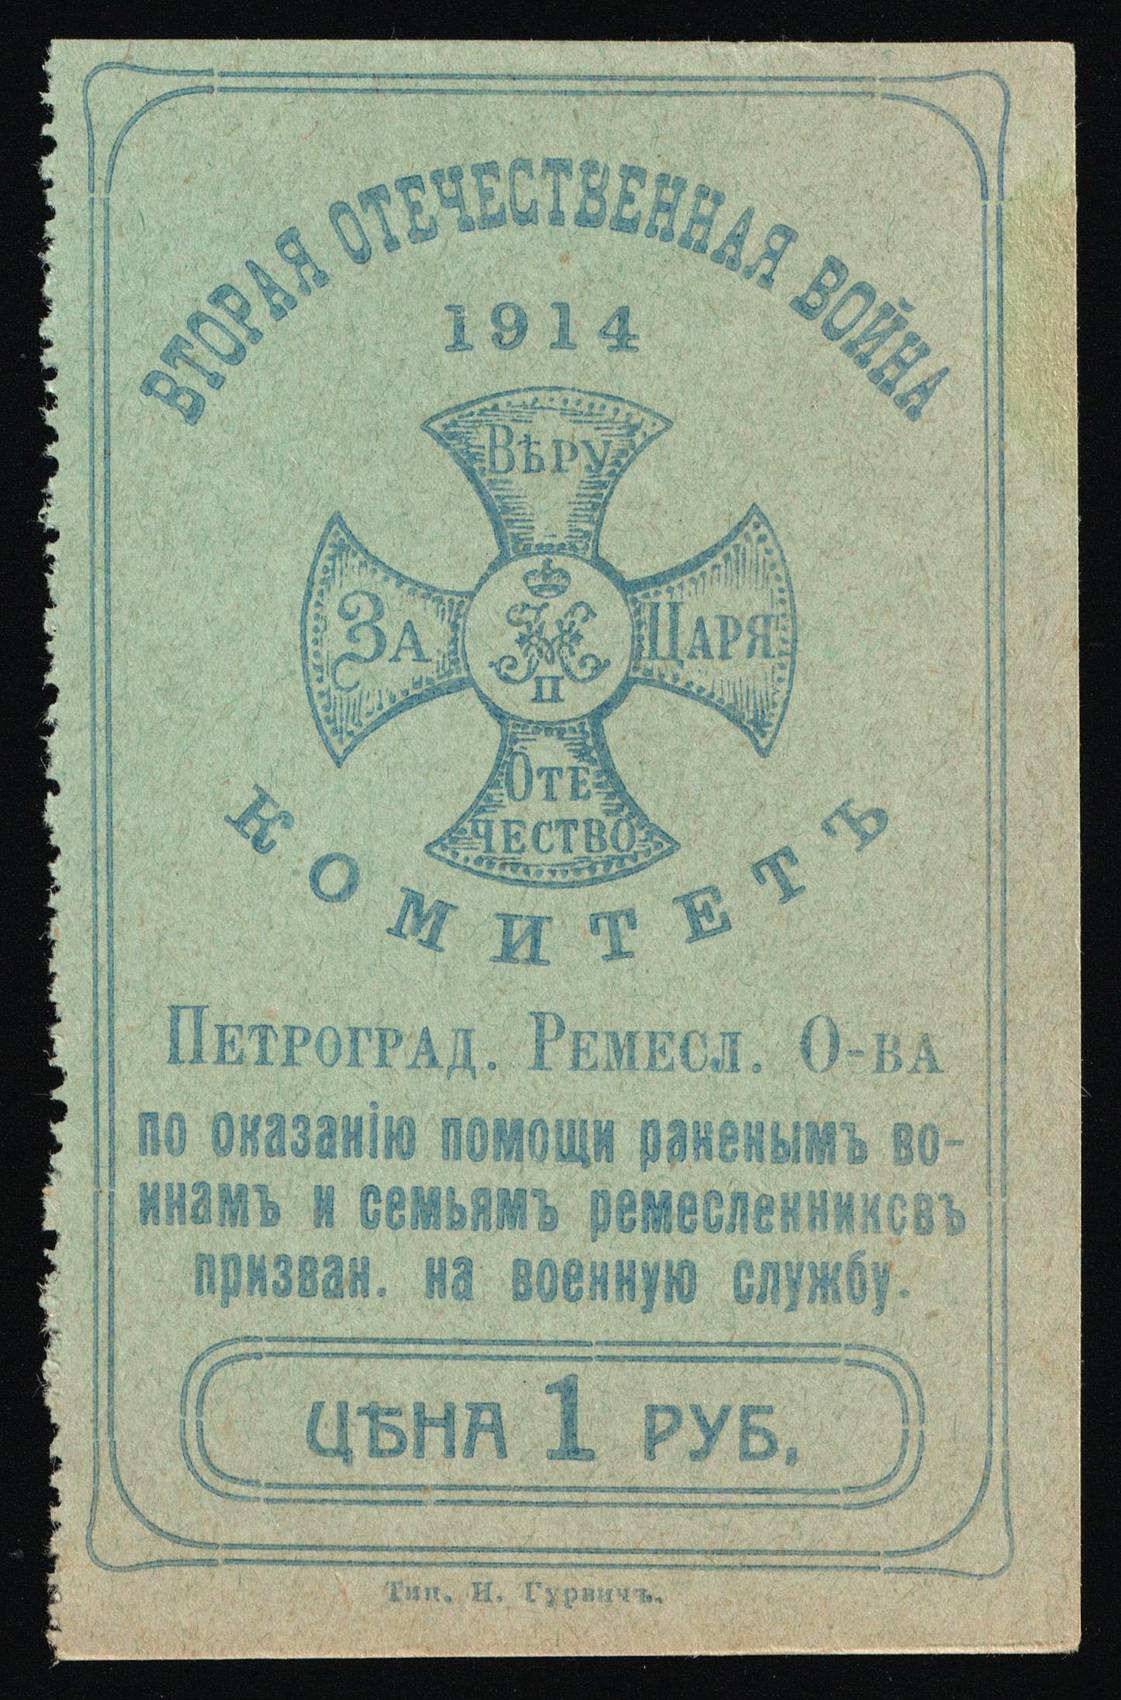 ВТОРАЯ ОТЕЧЕСТВЕННАЯ ВОЙНА
1914
ВѢРУ
ЗА
ЦАРЯ
Н
П
ОТЕ
ЧЕСТВО
КОМИТЕТЪ
ПЕТРОГРАД. РЕМЕСЛ. О-ВА
по оказанію помощи раненымъ во-
инамъ и семьямъ ремесленниковъ
призван. на военную службу.
ЦѢНА 1 РУБ.
Тип. Н. Гурвичъ.